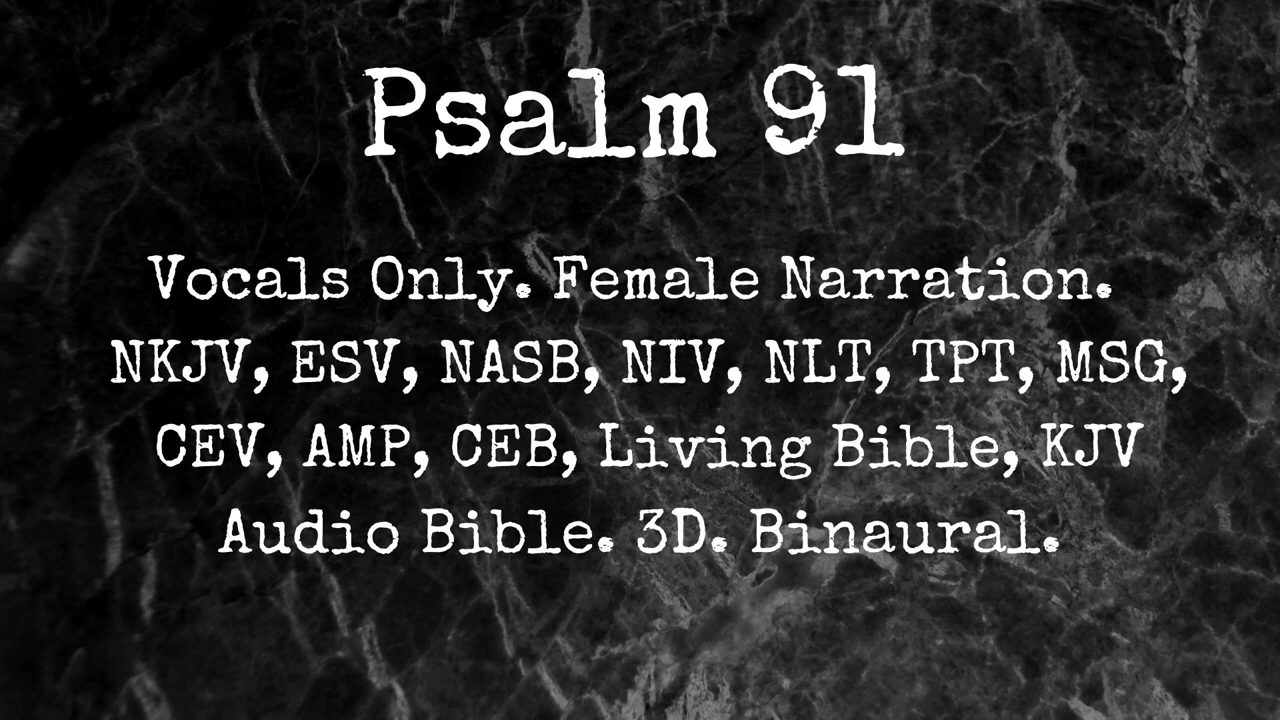 Psalm 91
Vocals Only. Female Narration.
NKJV, ESV, NASB, NIV, NLT, TPT, MSG,
CEV, AMP, CEB, Living Bible, KJV
Audio Bible. 3D. Binaural.